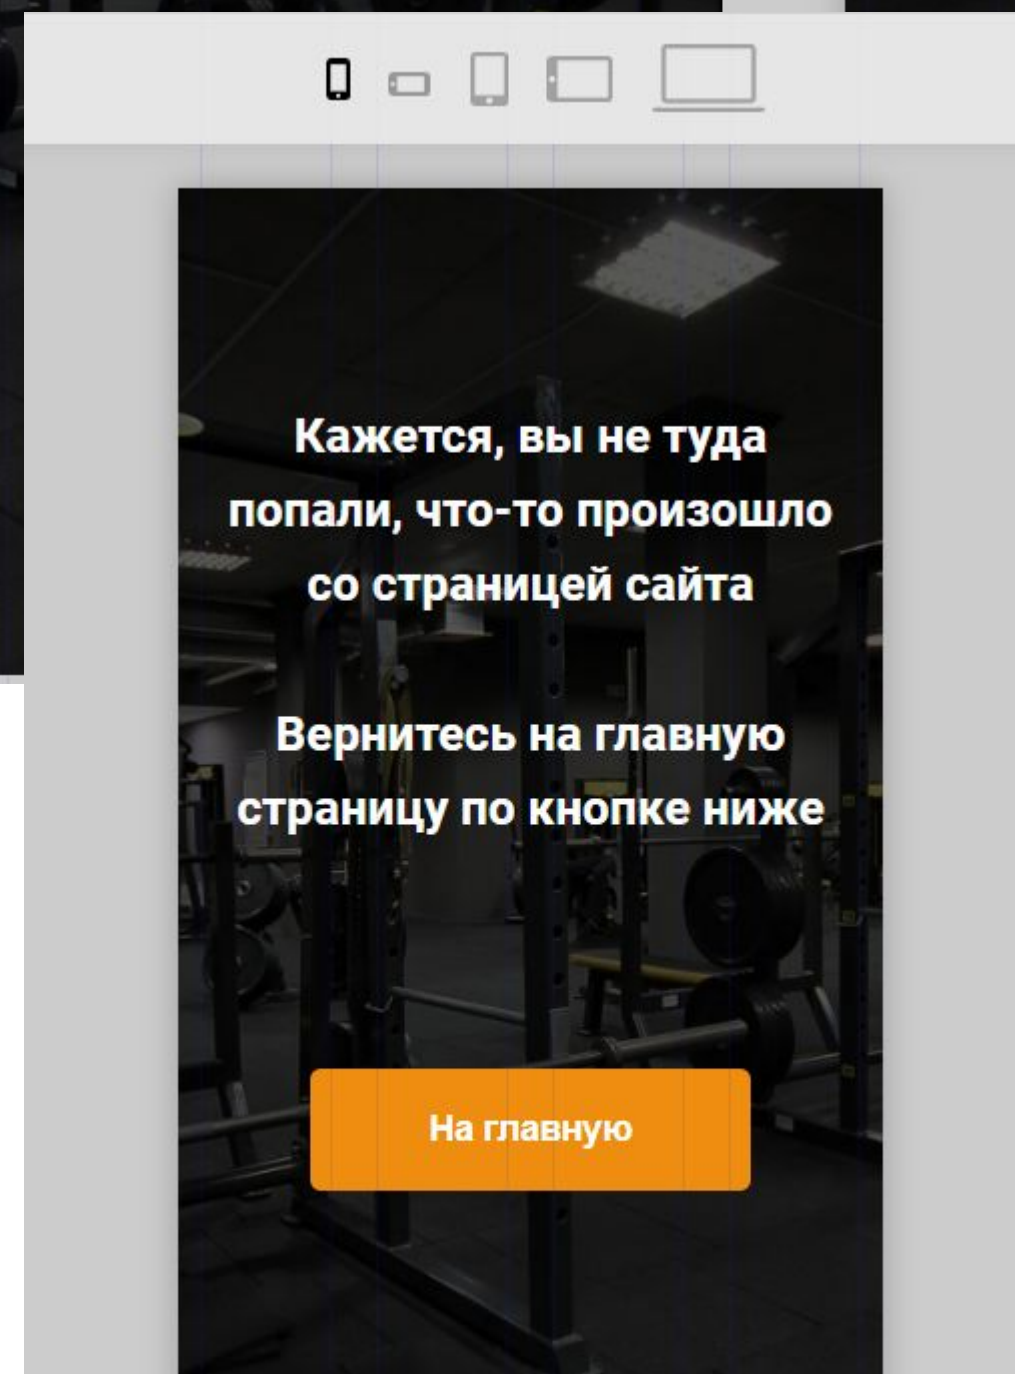 Кажется, вы не туда
попали, что-то произошло
со страницей сайта
Вернитесь на главную
страницу по кнопке ниже
На главную